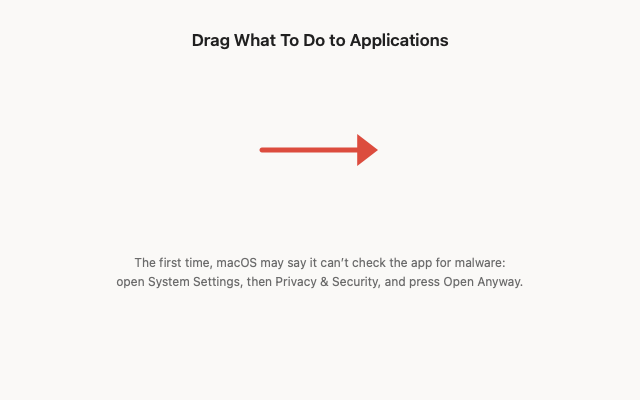 Drag What To Do to Applications
The first time, macOS may say it can’t check the app for malware:
open System Settings, then Privacy & Security, and press Open Anyway.